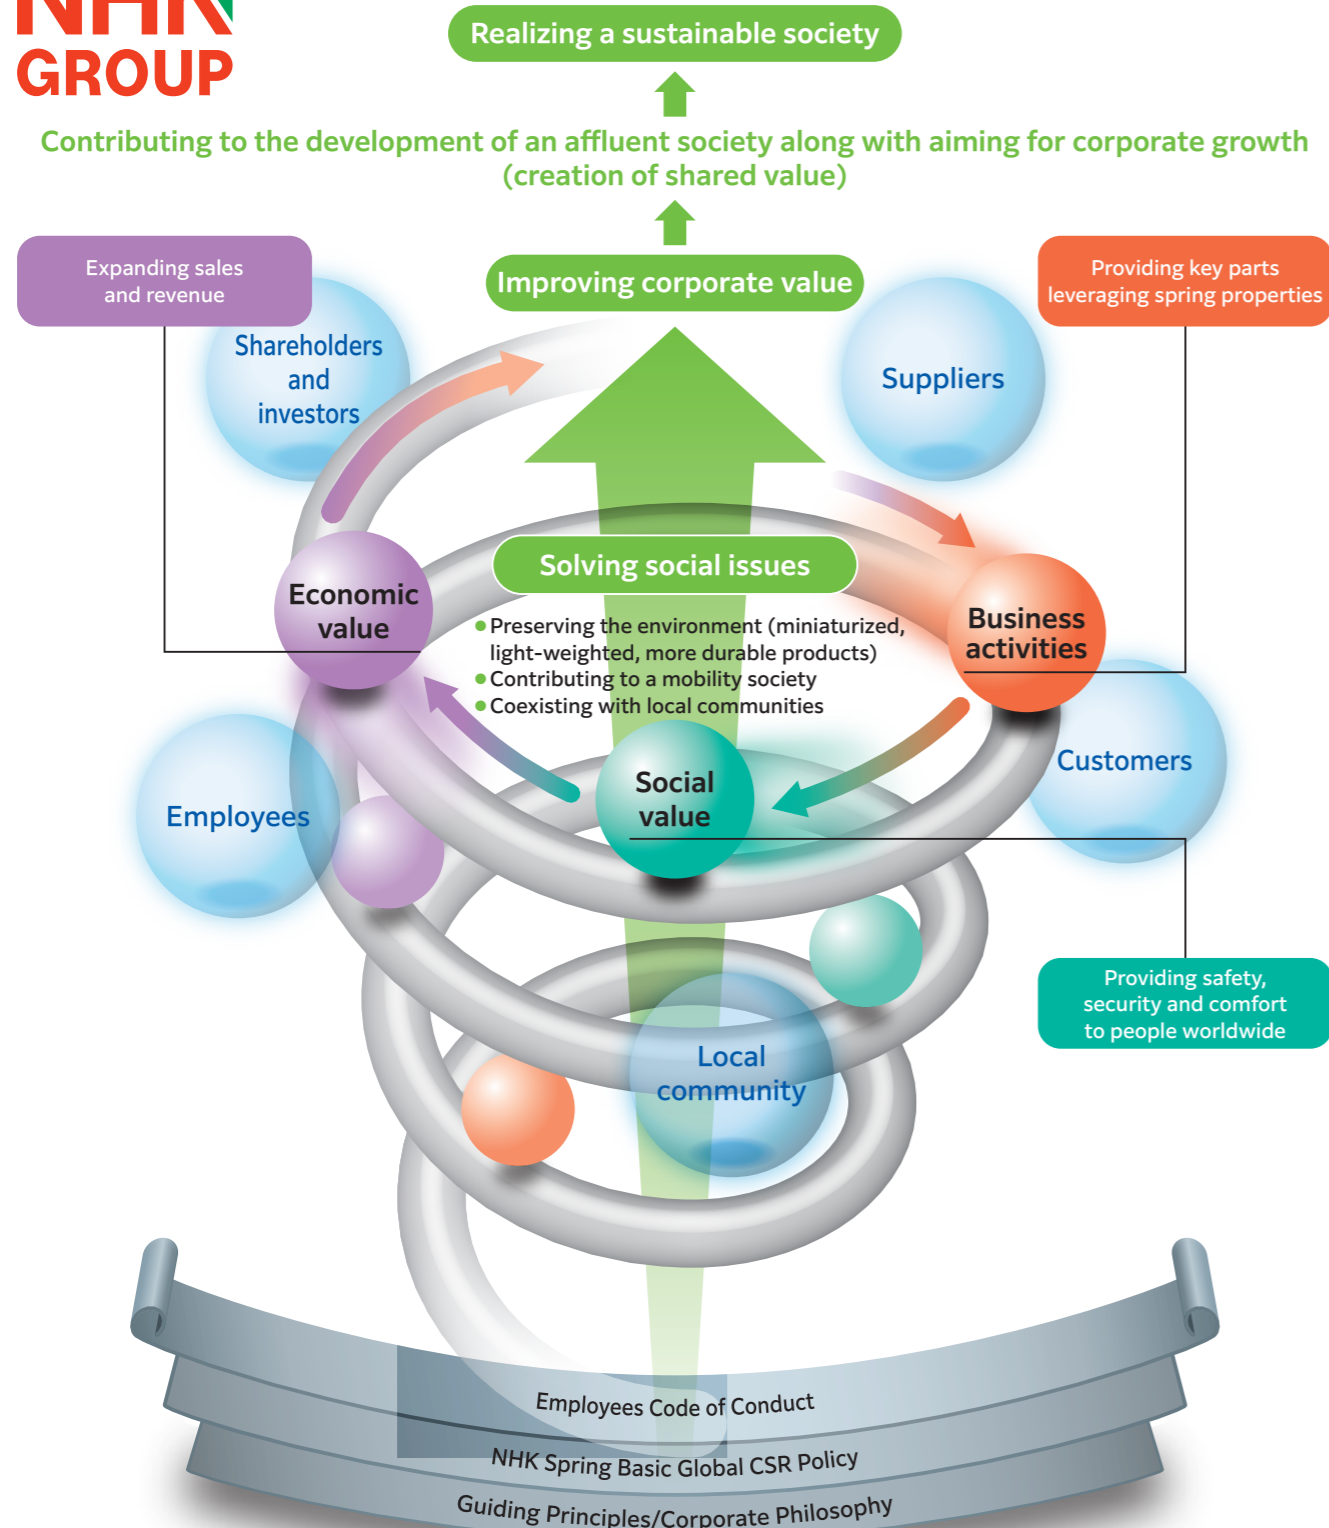 NHK
GROUP
Realizing a sustainable society
Contributing to the development of an affluent society along with aiming for corporate growth
(creation of shared value)
Expanding sales
and revenue
Improving corporate value
Providing key parts
leveraging spring properties
Shareholders
and
investors
Suppliers
Solving social issues
Economic
value
• Preserving the environment (miniaturized,
light-weighted, more durable products)
• Contributing to a mobility society
• Coexisting with local communities
Business
activities
Social
value
Customers
Employees
Providing safety,
security and comfort
to people worldwide
Local
community
Employees Code of Conduct
NHK Spring Basic Global CSR Policy
Guiding Principles/Corporate Philosophy